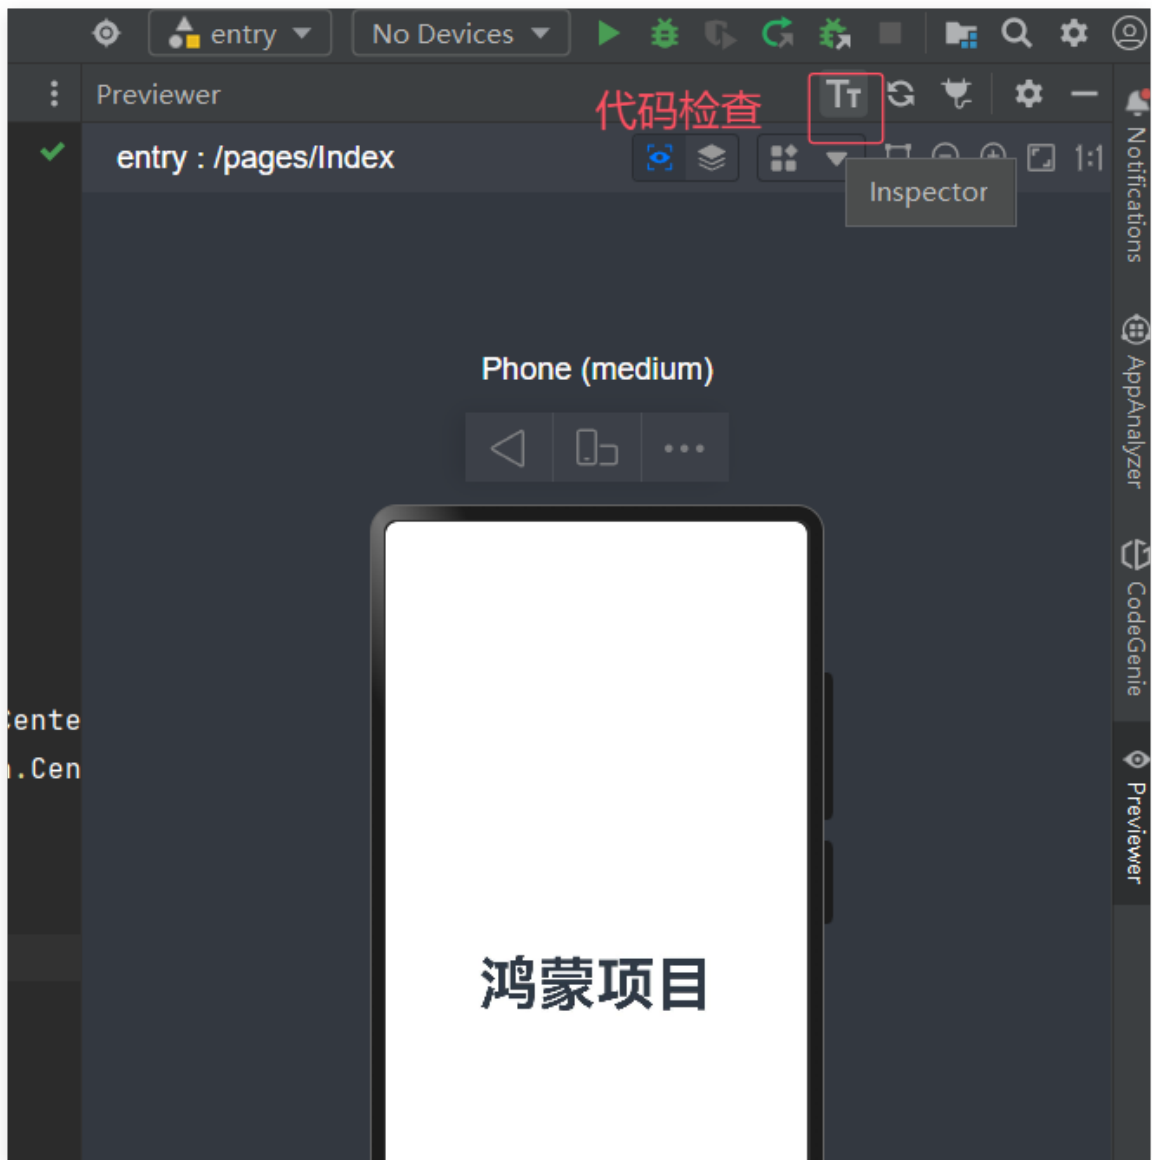 entry
No Devices
Previewer
代码检查
entry : /pages/Index
1:1
Inspector
Notifications
Phone (medium)
AppAnalyzer
CodeGenie
Cente
.Cen
Previewer
鸿蒙项目